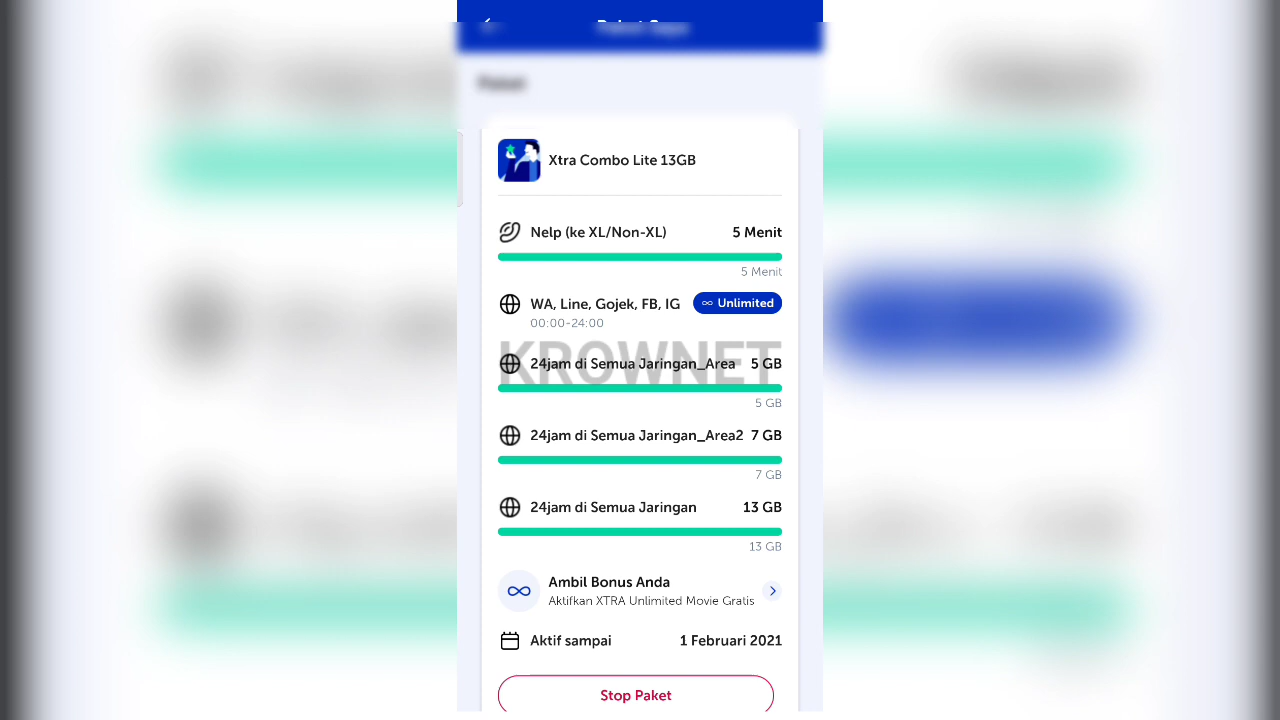 Paket
Xtra Combo Lite 13GB
Nelp (ke XL/Non-XL) 5 Menit
5 Menit
WA, Line, Gojek, FB, IG ∞ Unlimited
00:00-24:00
KROWNET
24jam di Semua Jaringan_Area 5 GB
5 GB
24jam di Semua Jaringan_Area2 7 GB
7 GB
24jam di Semua Jaringan 13 GB
13 GB
Ambil Bonus Anda
Aktifkan XTRA Unlimited Movie Gratis
Aktif sampai 1 Februari 2021
Stop Paket